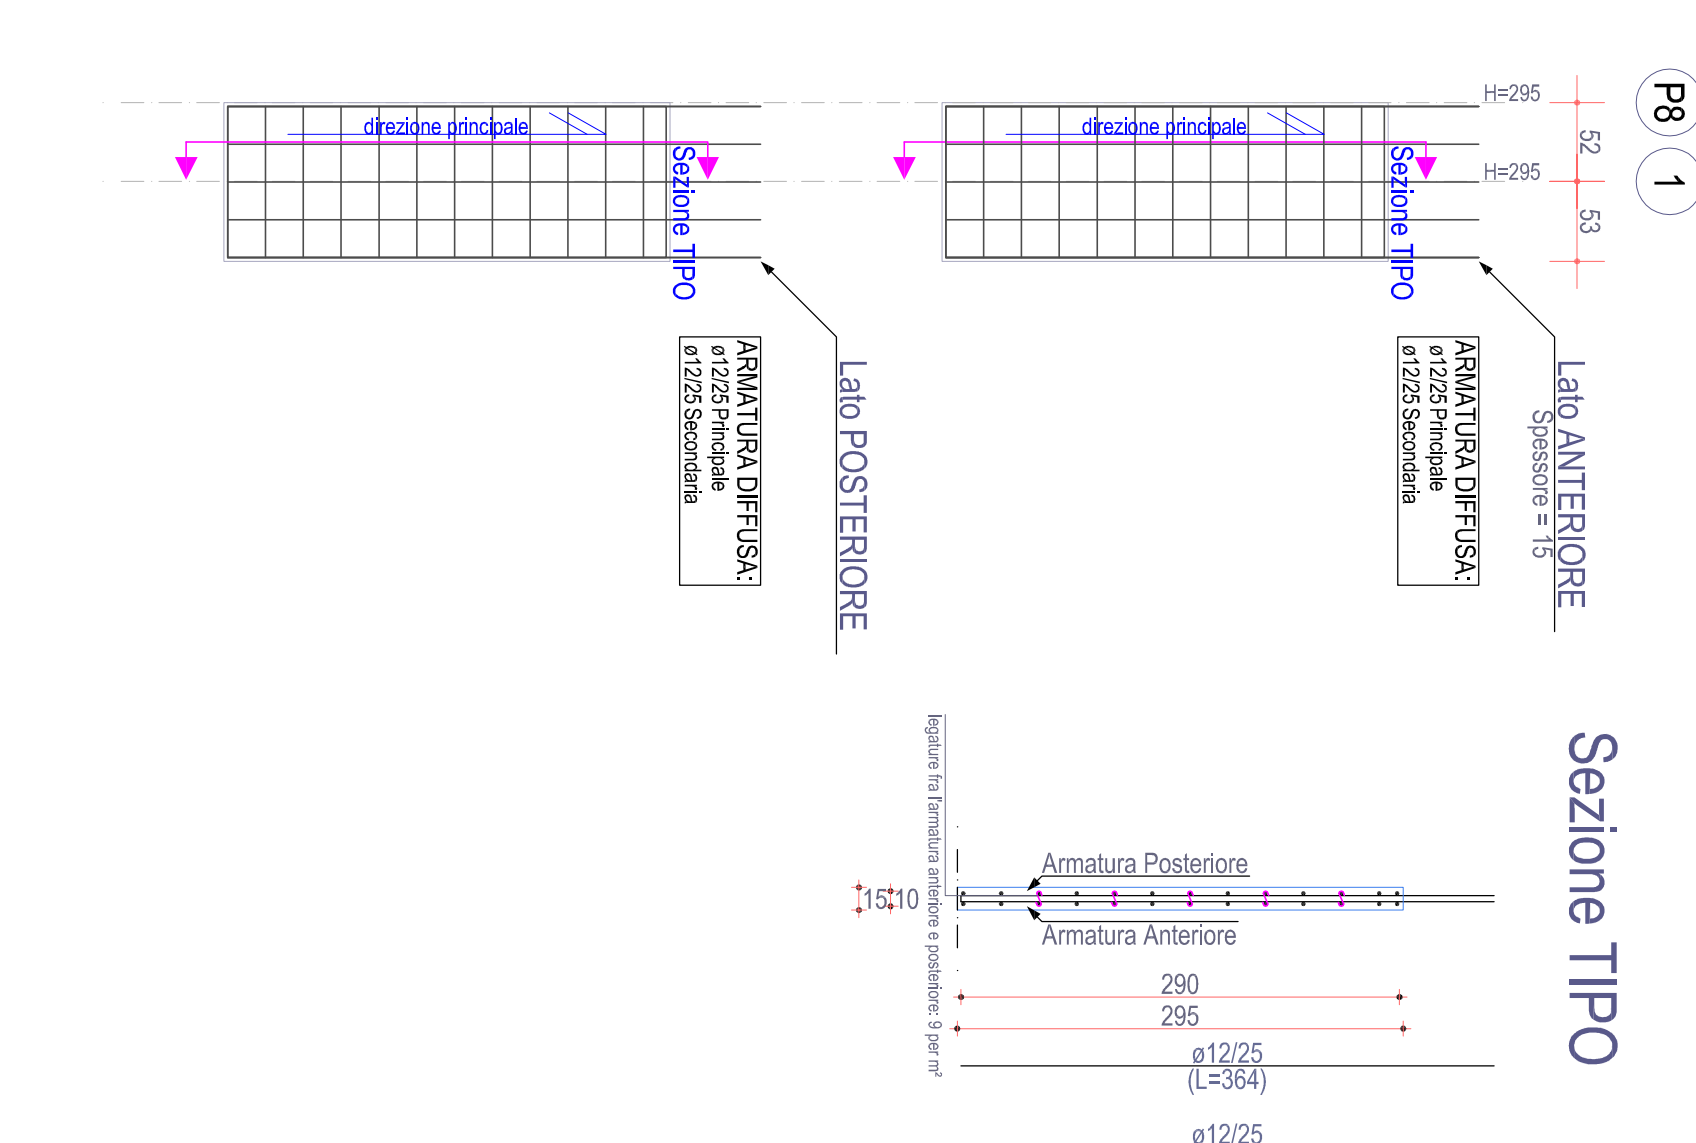 P8
1
H=295
H=295
52
53
direzione principale
Sezione TIPO
direzione principale
Sezione TIPO
Lato ANTERIORE
Spessore = 15
ARMATURA DIFFUSA:
ø12/25 Principale
ø12/25 Secondaria
Lato POSTERIORE
ARMATURA DIFFUSA:
ø12/25 Principale
ø12/25 Secondaria
Sezione TIPO
legature fra l'armatura anteriore e posteriore: 9 per m²
Armatura Posteriore
15
10
Armatura Anteriore
290
295
ø12/25
(L=364)
ø12/25